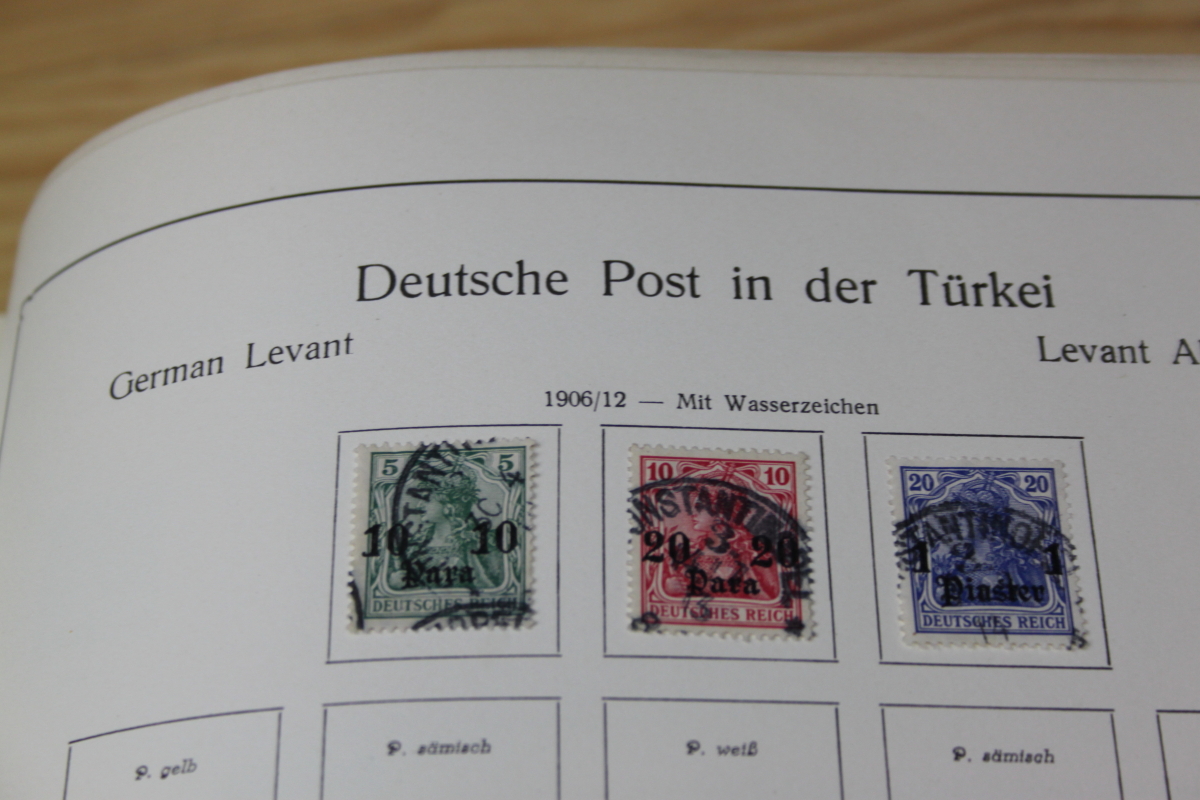 Deutsche Post in der Türkei
German Levant
Levant
1906/12 — Mit Wasserzeichen
5 5
10 10
Para
DEUTSCHES REICH
10 10
20 20
Para
DEUTSCHES REICH
20 20
1 1
Piaster
DEUTSCHES REICH
P. gelb
P. sämisch
P. weiß
P. sämisch